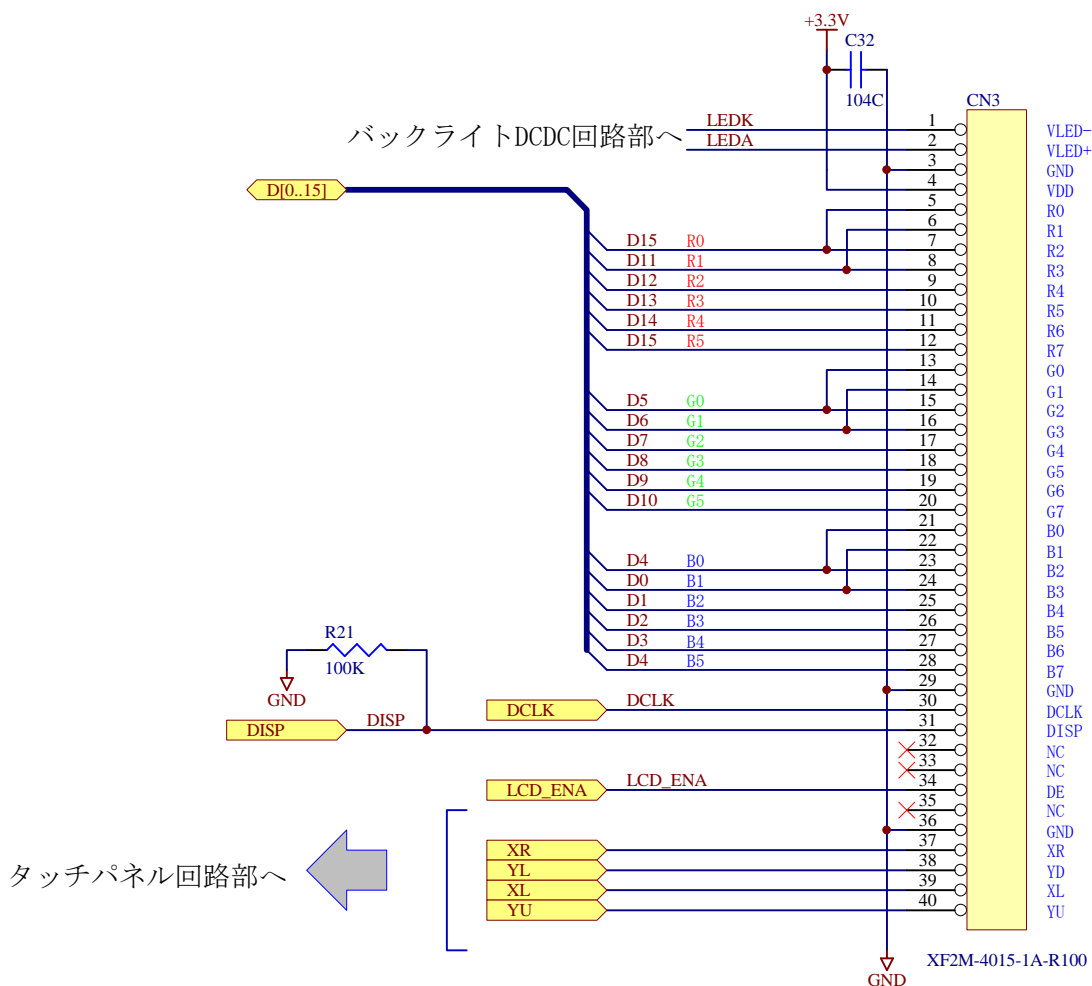 +3.3V
C32
104C
CN3
バックライトDCDC回路部へ
LEDK 1 VLED-
LEDA 2 VLED+
3 GND
D[0..15] 4 VDD
5 R0
6 R1
D15 R0 7 R2
D11 R1 8 R3
D12 R2 9 R4
D13 R3 10 R5
D14 R4 11 R6
D15 R5 12 R7
13 G0
14 G1
D5 G0 15 G2
D6 G1 16 G3
D7 G2 17 G4
D8 G3 18 G5
D9 G4 19 G6
D10 G5 20 G7
21 B0
22 B1
D4 B0 23 B2
D0 B1 24 B3
D1 B2 25 B4
D2 B3 26 B5
D3 B4 27 B6
D4 B5 28 B7
R21
100K
GND
29 GND
DCLK DCLK 30 DCLK
DISP DISP 31 DISP
32 NC
33 NC
LCD_ENA LCD_ENA 34 DE
35 NC
36 GND
タッチパネル回路部へ
XR 37 XR
YL 38 YD
XL 39 XL
YU 40 YU
GND
XF2M-4015-1A-R100